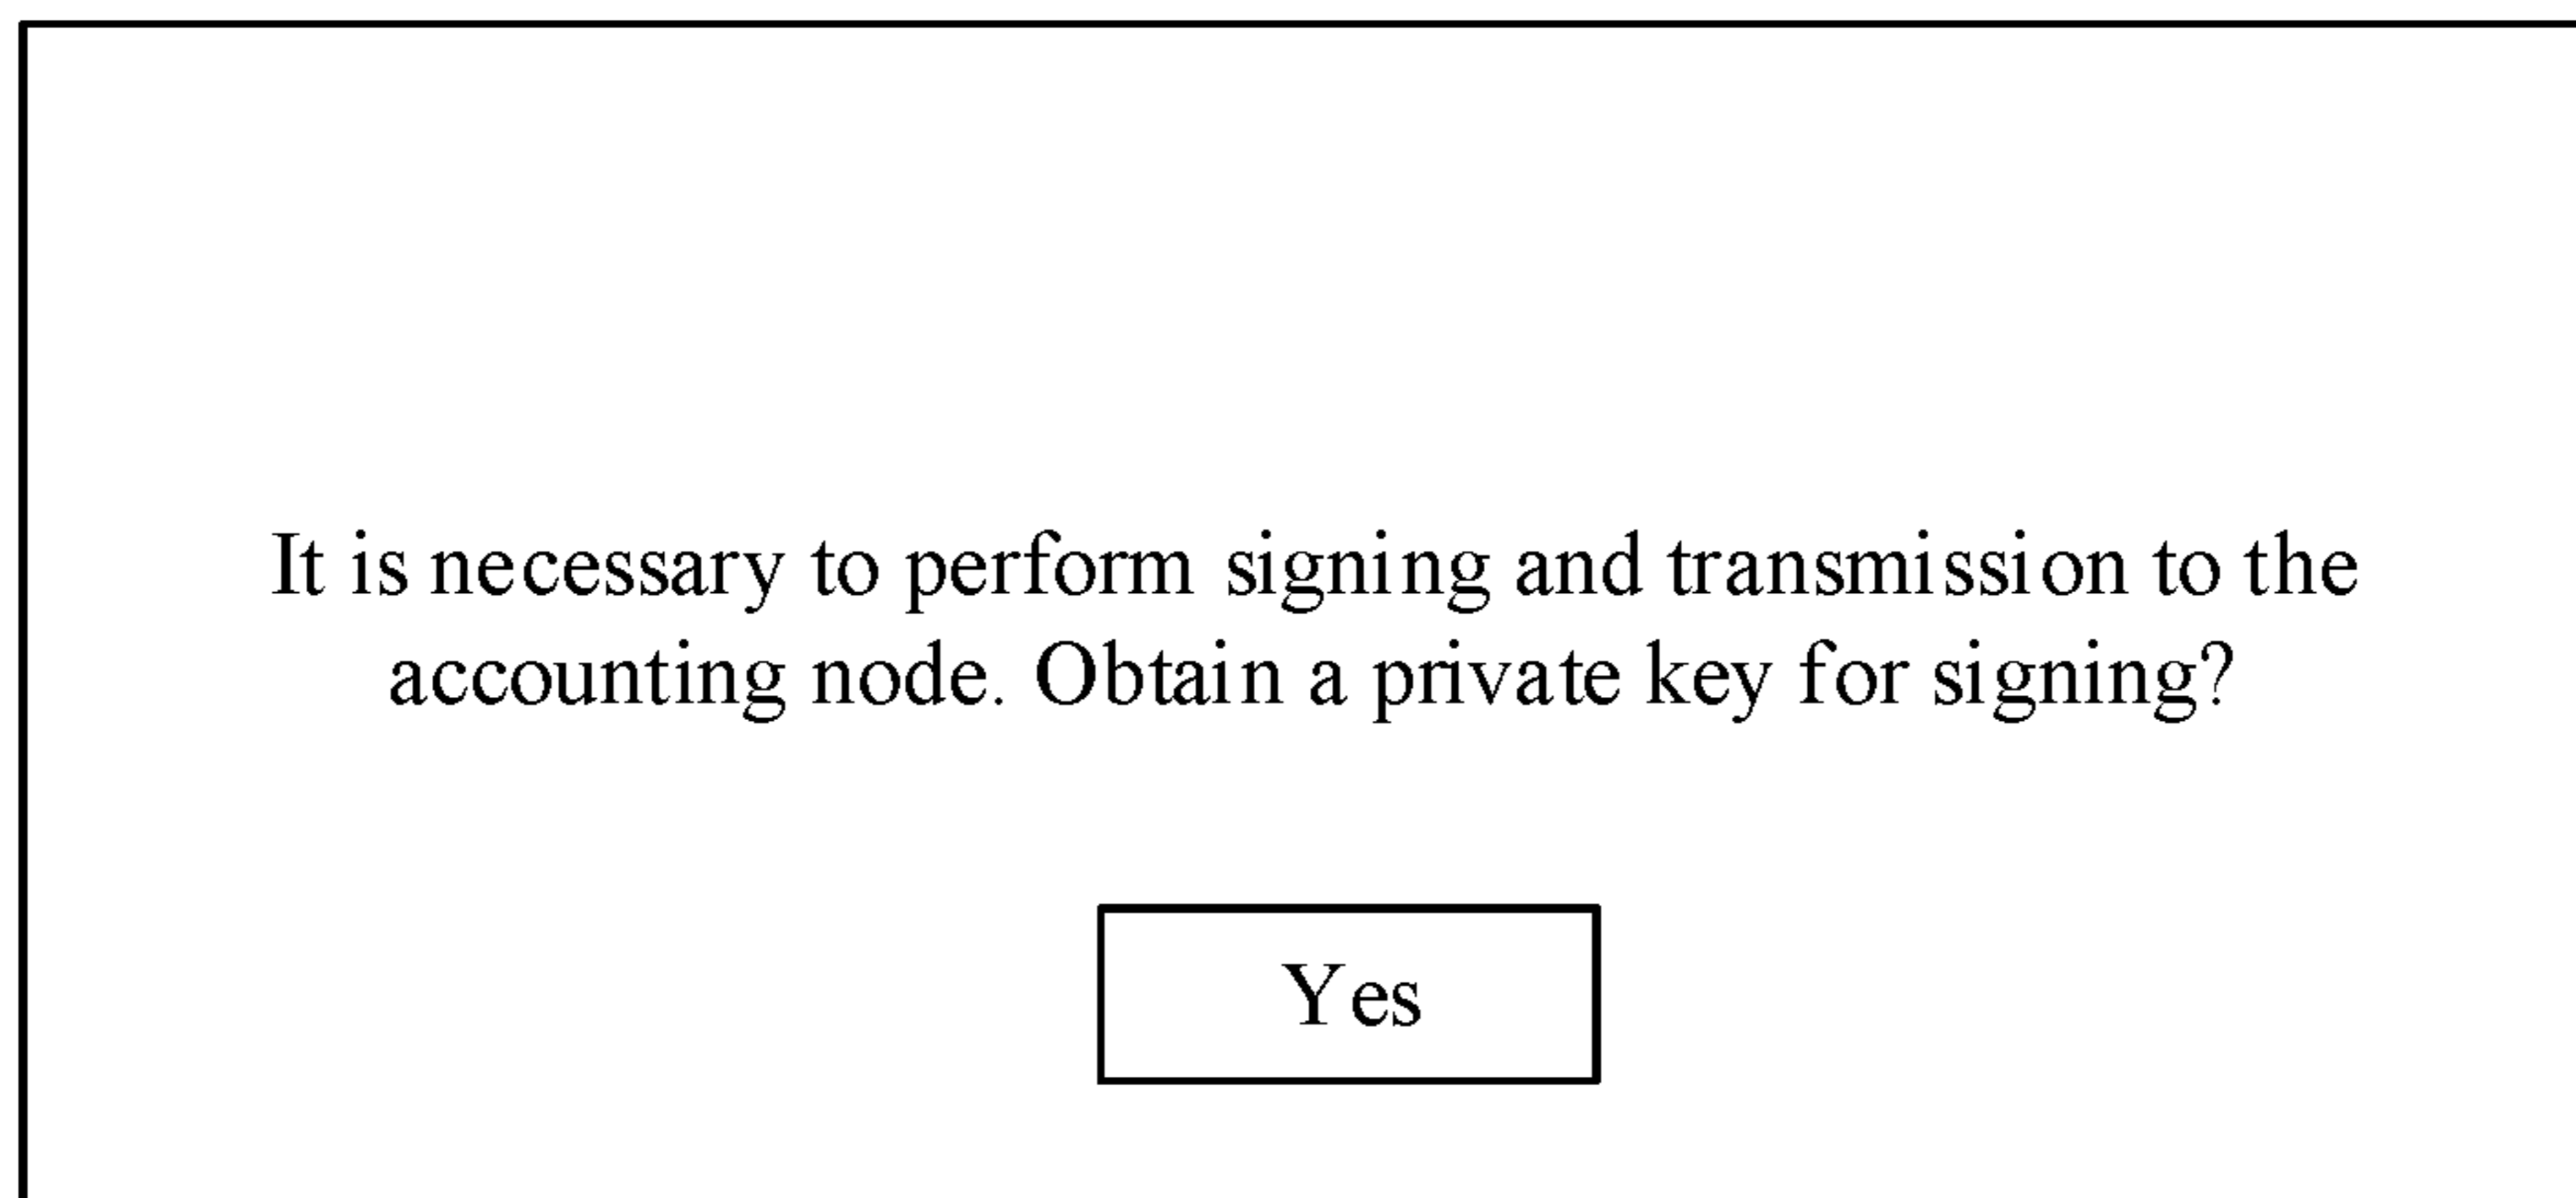 It is necessary to perform signing and transmission to the
accounting node. Obtain a private key for signing?
Yes